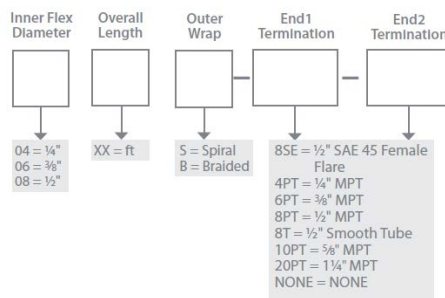 Inner Flex Diameter
Overall Length
Outer Wrap
End1 Termination
End2 Termination
04 = ¼"
06 = ⅜"
08 = ½"
XX = ft
S = Spiral
B = Braided
8SE = ½" SAE 45 Female
Flare
4PT = ¼" MPT
6PT = ⅜" MPT
8PT = ½" MPT
8T = ½" Smooth Tube
10PT = ⅝" MPT
20PT = 1¼" MPT
NONE = NONE